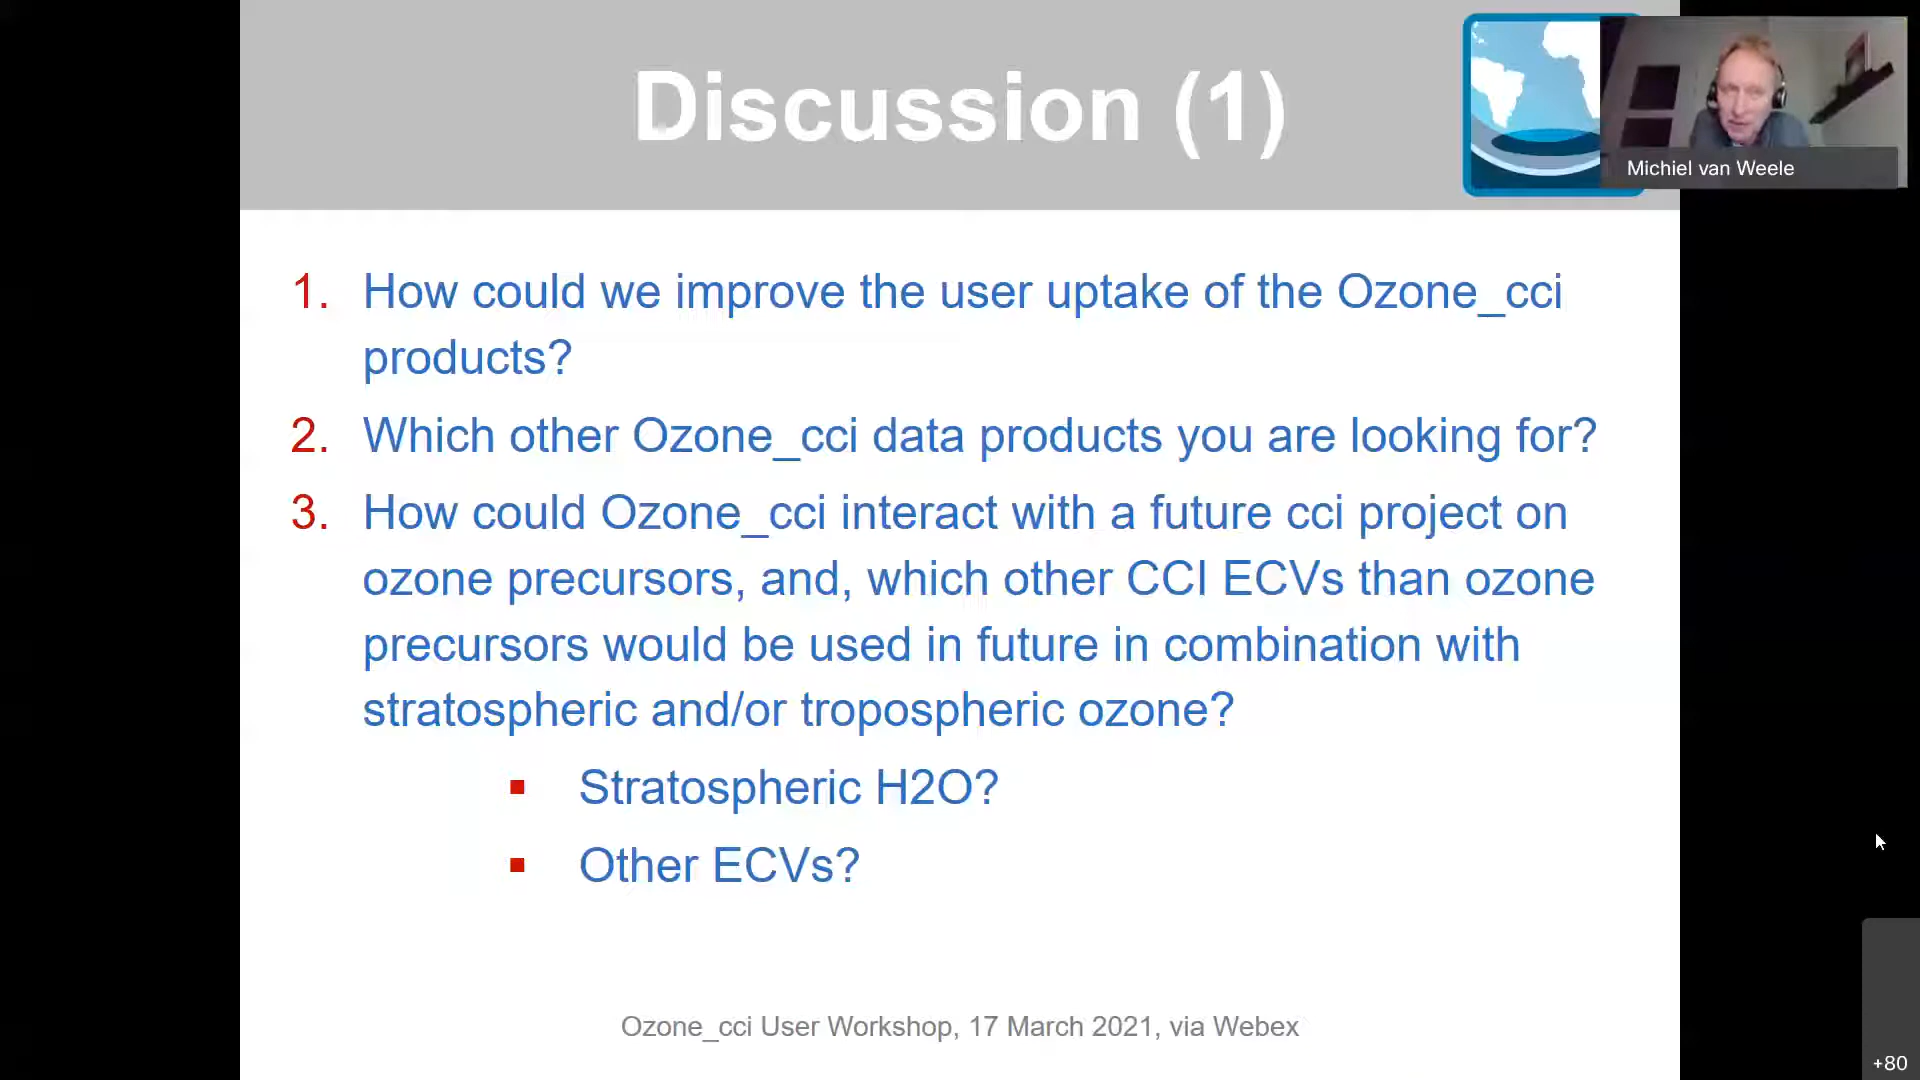 Discussion (1)
Michiel van Weele
1. How could we improve the user uptake of the Ozone_cci
products?
2. Which other Ozone_cci data products you are looking for?
3. How could Ozone_cci interact with a future cci project on
ozone precursors, and, which other CCI ECVs than ozone
precursors would be used in future in combination with
stratospheric and/or tropospheric ozone?
▪ Stratospheric H2O?
▪ Other ECVs?
Ozone_cci User Workshop, 17 March 2021, via Webex
+80